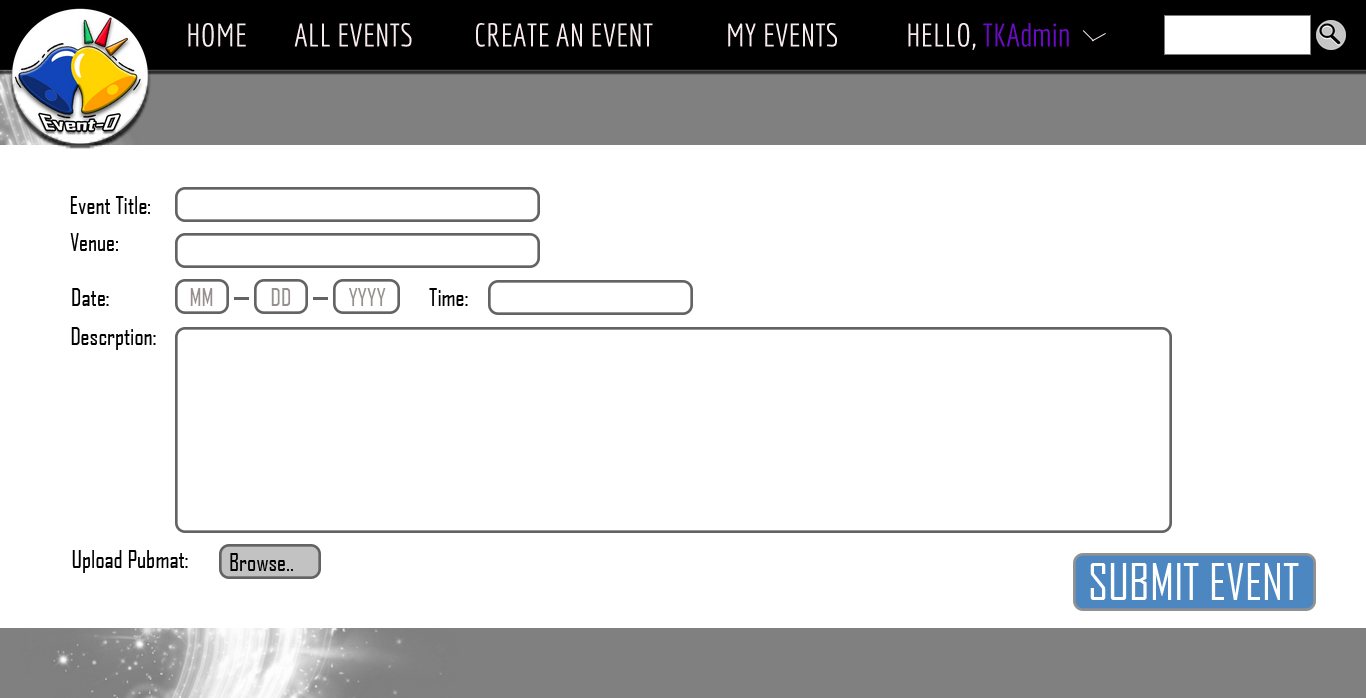 HOME ALL EVENTS CREATE AN EVENT MY EVENTS HELLO, TKAdmin
Event-O
Event Title:
Venue:
Date: MM – DD – YYYY Time:
Descrption:
Upload Pubmat: Browse..
SUBMIT EVENT